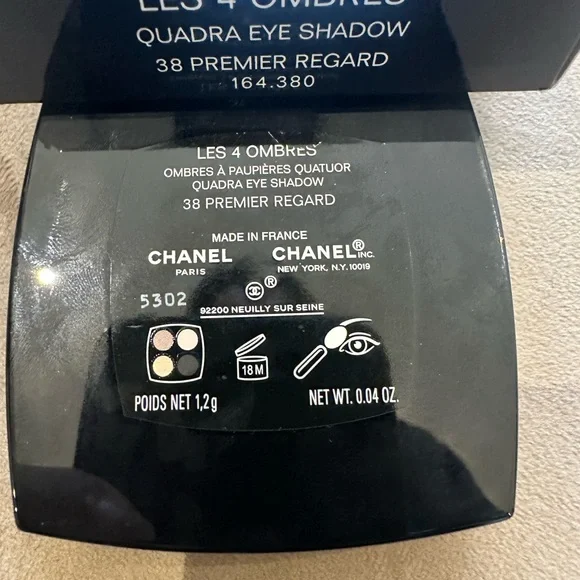 LES 4 OMBRES
QUADRA EYE SHADOW
38 PREMIER REGARD
164.380
LES 4 OMBRES
OMBRES À PAUPIÈRES QUATUOR
QUADRA EYE SHADOW
38 PREMIER REGARD
MADE IN FRANCE
CHANEL CHANEL® INC.
PARIS NEW YORK, N.Y. 10019
®
5302 92200 NEUILLY SUR SEINE
18 M
POIDS NET 1,2 g NET WT. 0.04 OZ.